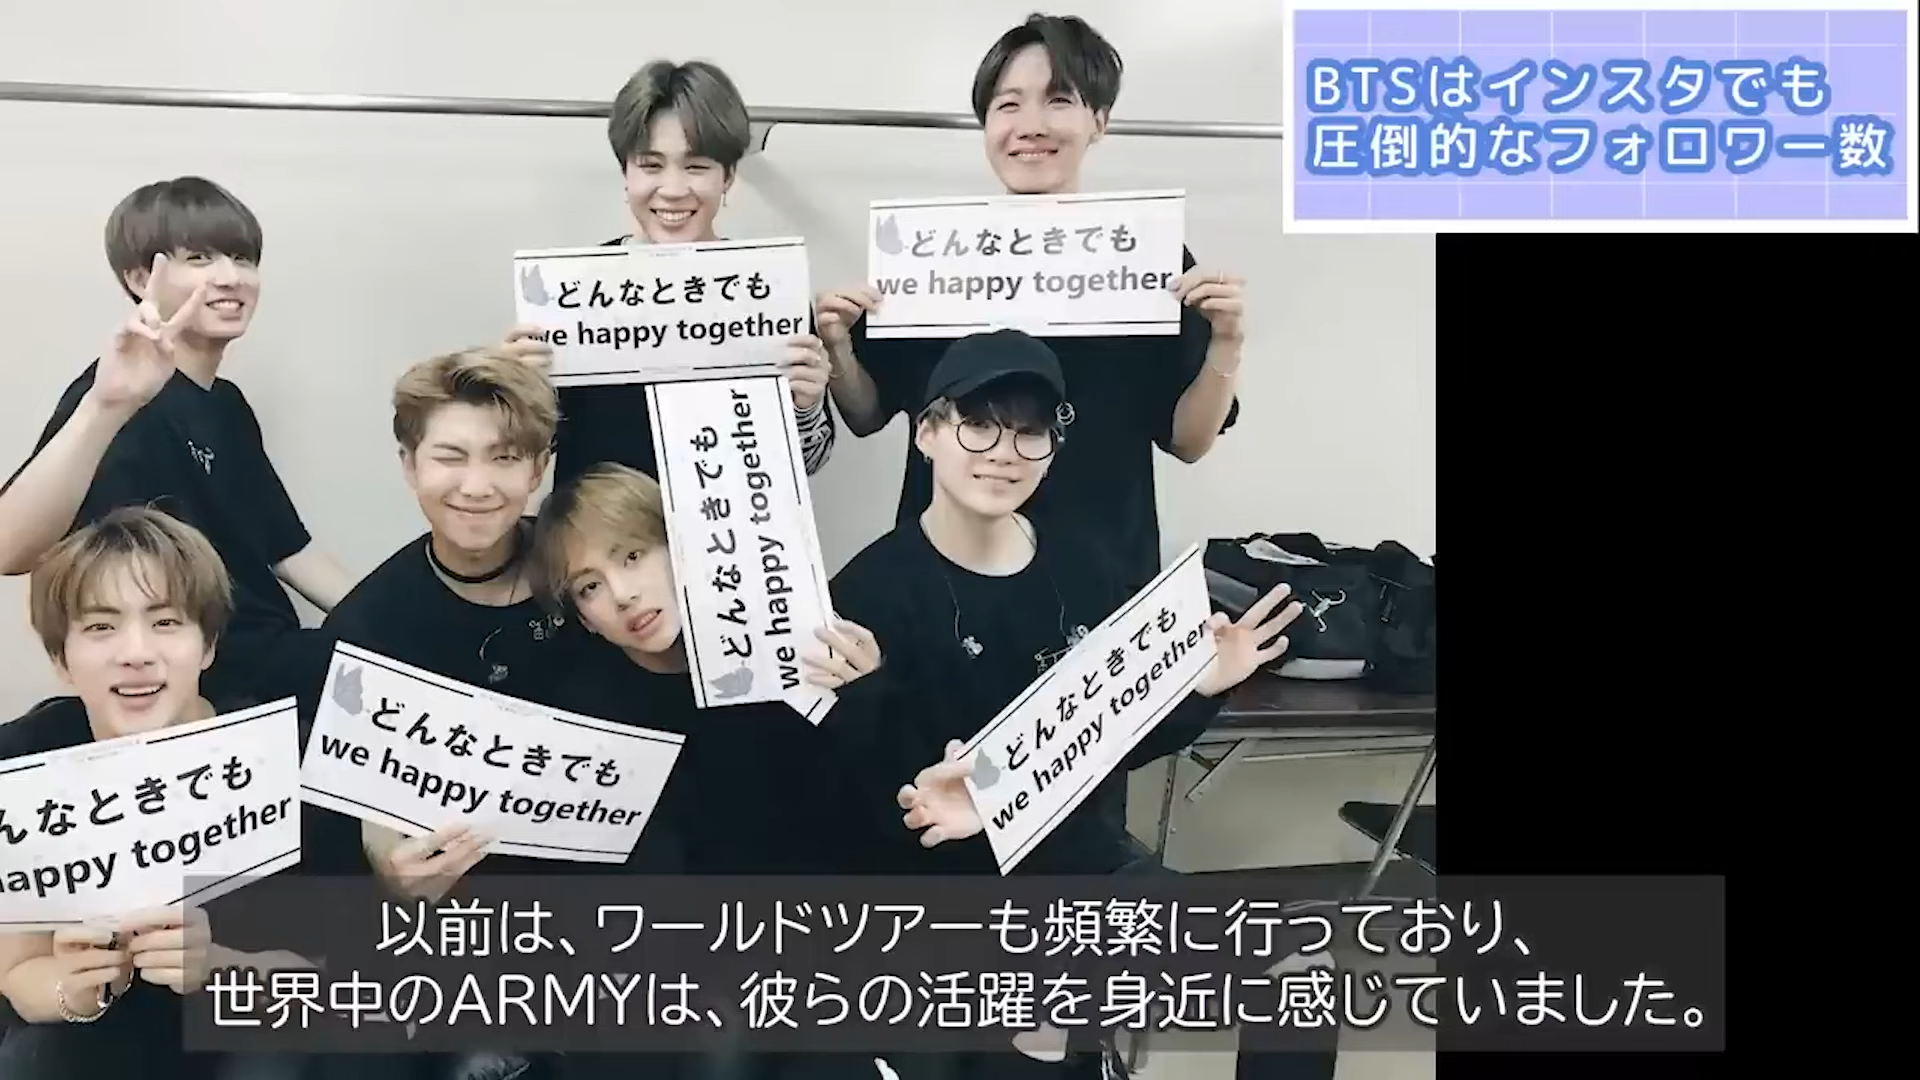 BTSはインスタでも
圧倒的なフォロワー数
どんなときでも
we happy together
どんなときでも
we happy together
どんなときでも
we happy together
どんなときでも
we happy together
どんなときでも
we happy together
んなときでも
happy together
以前は、ワールドツアーも頻繁に行っており、
世界中のARMYは、彼らの活躍を身近に感じていました。